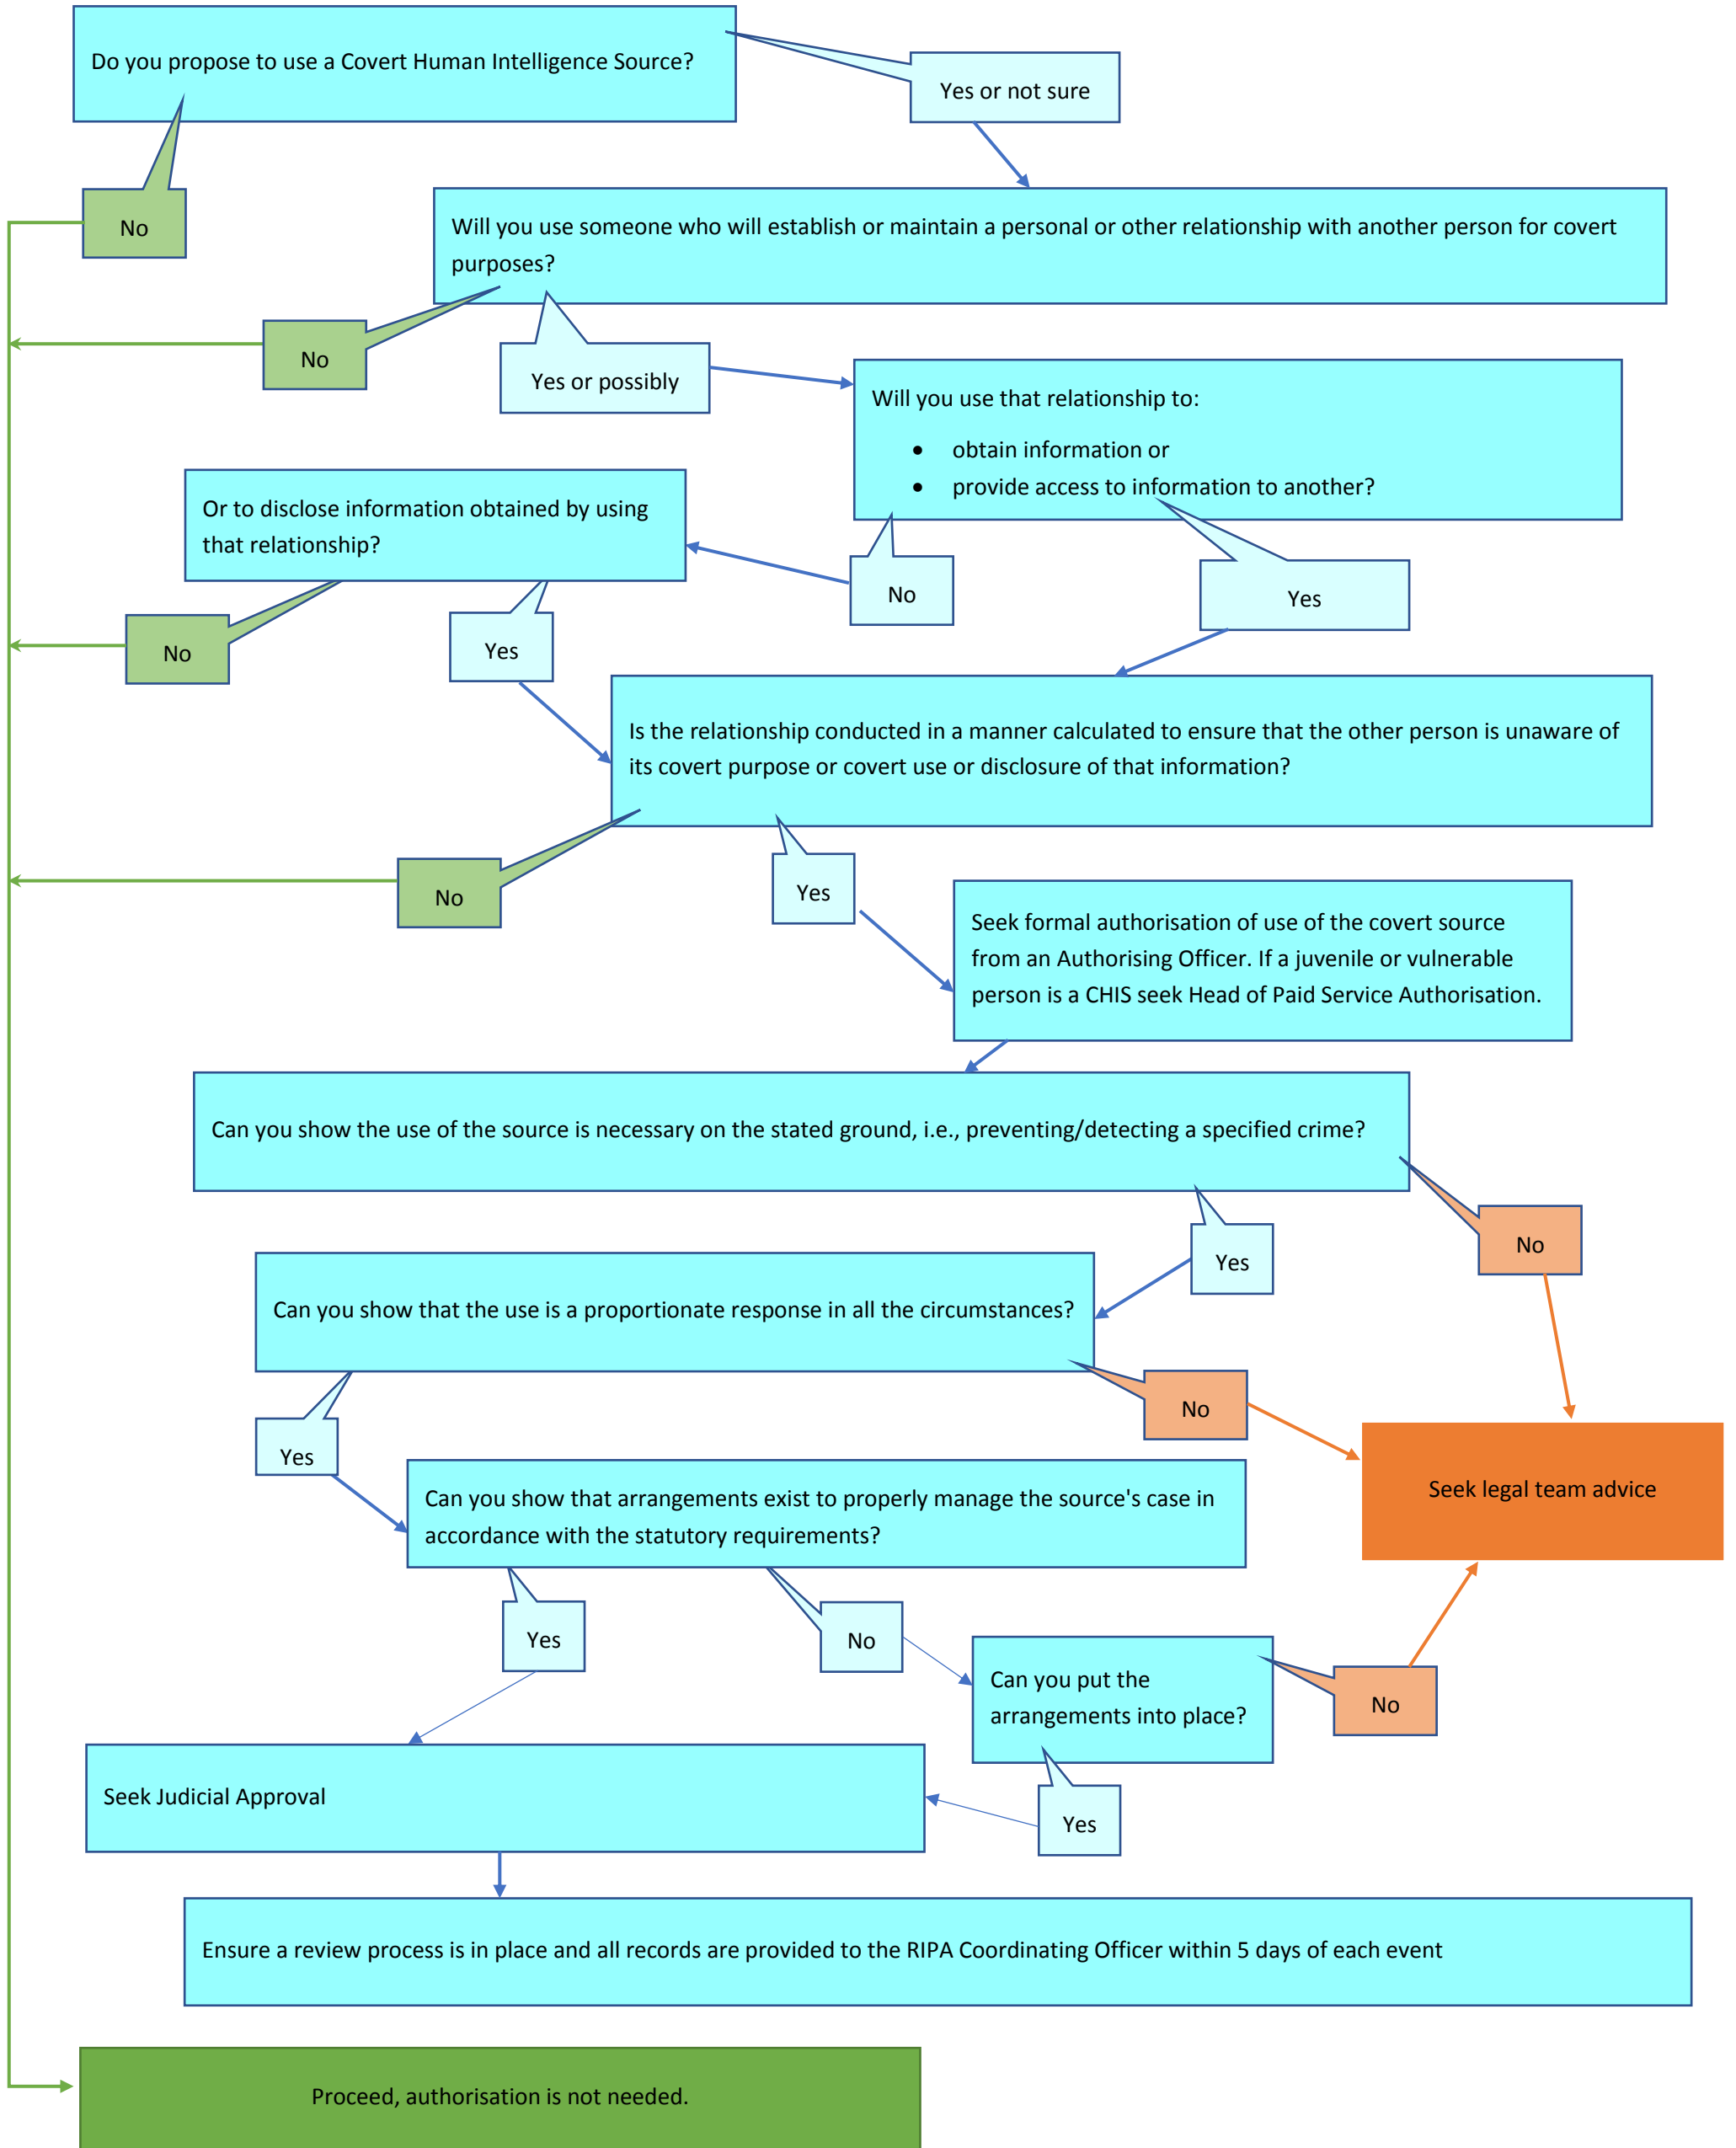 Do you propose to use a Covert Human Intelligence Source?
Yes or not sure
No
Will you use someone who will establish or maintain a personal or other relationship with another person for covert
purposes?
No
Yes or possibly
Will you use that relationship to:
• obtain information or
• provide access to information to another?
Or to disclose information obtained by using
that relationship?
No
Yes
No
Yes
Is the relationship conducted in a manner calculated to ensure that the other person is unaware of
its covert purpose or covert use or disclosure of that information?
No
Yes
Seek formal authorisation of use of the covert source
from an Authorising Officer. If a juvenile or vulnerable
person is a CHIS seek Head of Paid Service Authorisation.
Can you show the use of the source is necessary on the stated ground, i.e., preventing/detecting a specified crime?
No
Yes
Can you show that the use is a proportionate response in all the circumstances?
No
Yes
Seek legal team advice
Can you show that arrangements exist to properly manage the source's case in
accordance with the statutory requirements?
Yes
No
Can you put the
arrangements into place?
No
Seek Judicial Approval
Yes
Ensure a review process is in place and all records are provided to the RIPA Coordinating Officer within 5 days of each event
Proceed, authorisation is not needed.